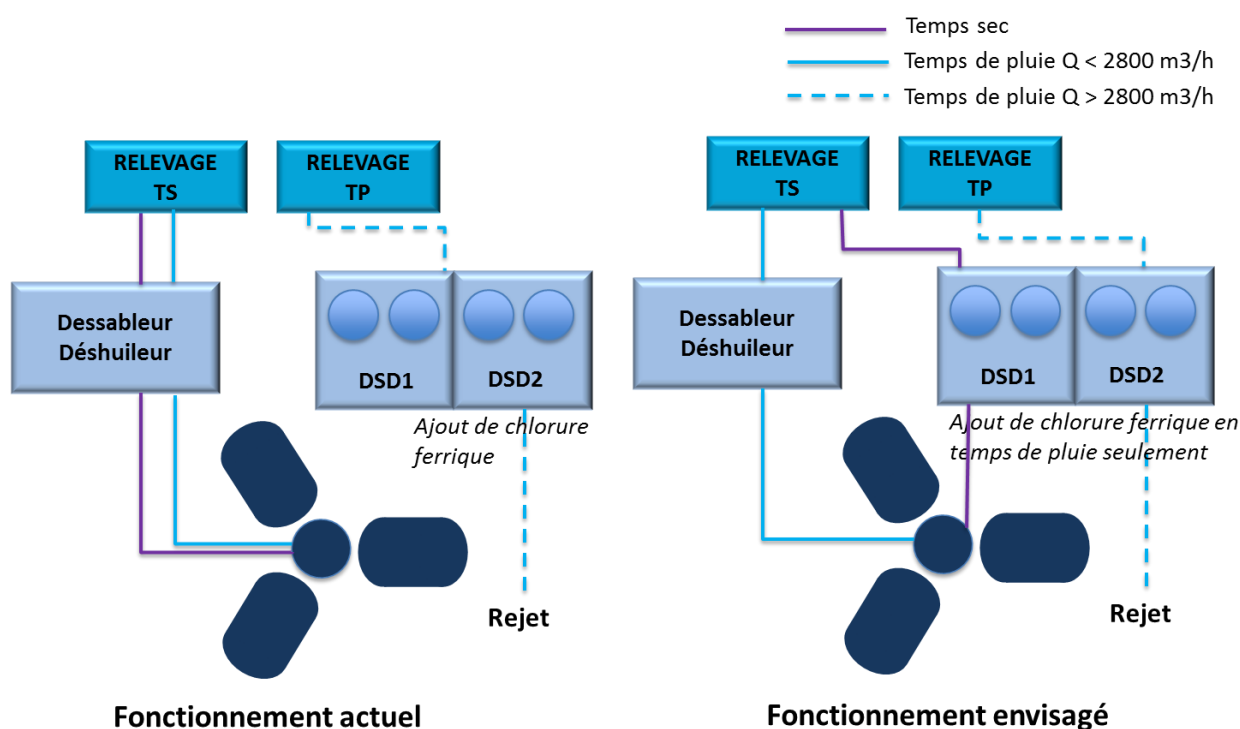 Temps sec
Temps de pluie Q < 2800 m3/h
Temps de pluie Q > 2800 m3/h
RELEVAGE
TS
RELEVAGE
TP
Dessableur
Déshuileur
DSD1
DSD2
Ajout de chlorure
ferrique
Rejet
Fonctionnement actuel
RELEVAGE
TS
RELEVAGE
TP
Dessableur
Déshuileur
DSD1
DSD2
Ajout de chlorure ferrique en
temps de pluie seulement
Rejet
Fonctionnement envisagé